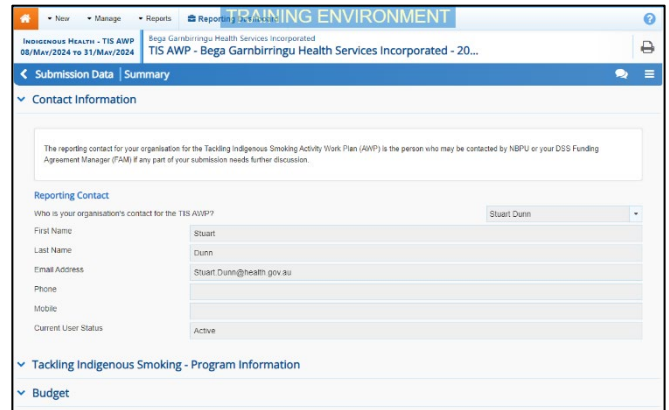 New
Manage
Reports
Reporting Dashboard
TRAINING ENVIRONMENT
Indigenous Health - TIS AWP
08/May/2024 to 31/May/2024
Bega Garnbirringu Health Services Incorporated
TIS AWP - Bega Garnbirringu Health Services Incorporated - 20...
Submission Data | Summary
Contact Information
The reporting contact for your organisation for the Tackling Indigenous Smoking Activity Work Plan (AWP) is the person who may be contacted by NBPU or your DSS Funding
Agreement Manager (FAM) if any part of your submission needs further discussion.
Reporting Contact
Who is your organisation's contact for the TIS AWP?
Stuart Dunn
First Name
Stuart
Last Name
Dunn
Email Address
Stuart.Dunn@health.gov.au
Phone
Mobile
Current User Status
Active
Tackling Indigenous Smoking - Program Information
Budget